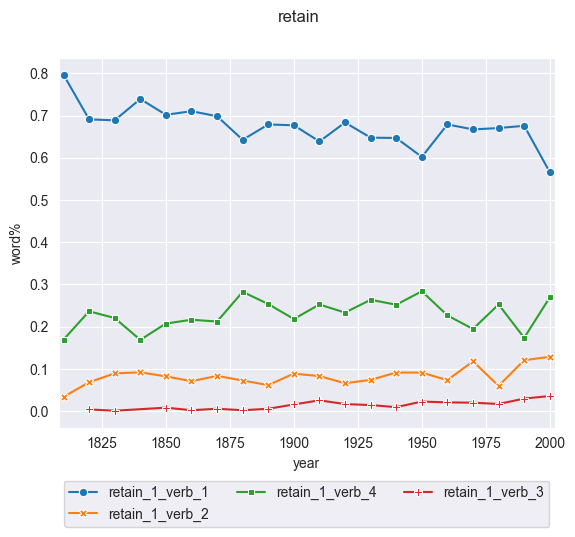 retain
0.8
0.7
0.6
0.5
0.4
0.3
0.2
0.1
0.0
word%
1825 1850 1875 1900 1925 1950 1975 2000
year
retain_1_verb_1 retain_1_verb_4 retain_1_verb_3
retain_1_verb_2